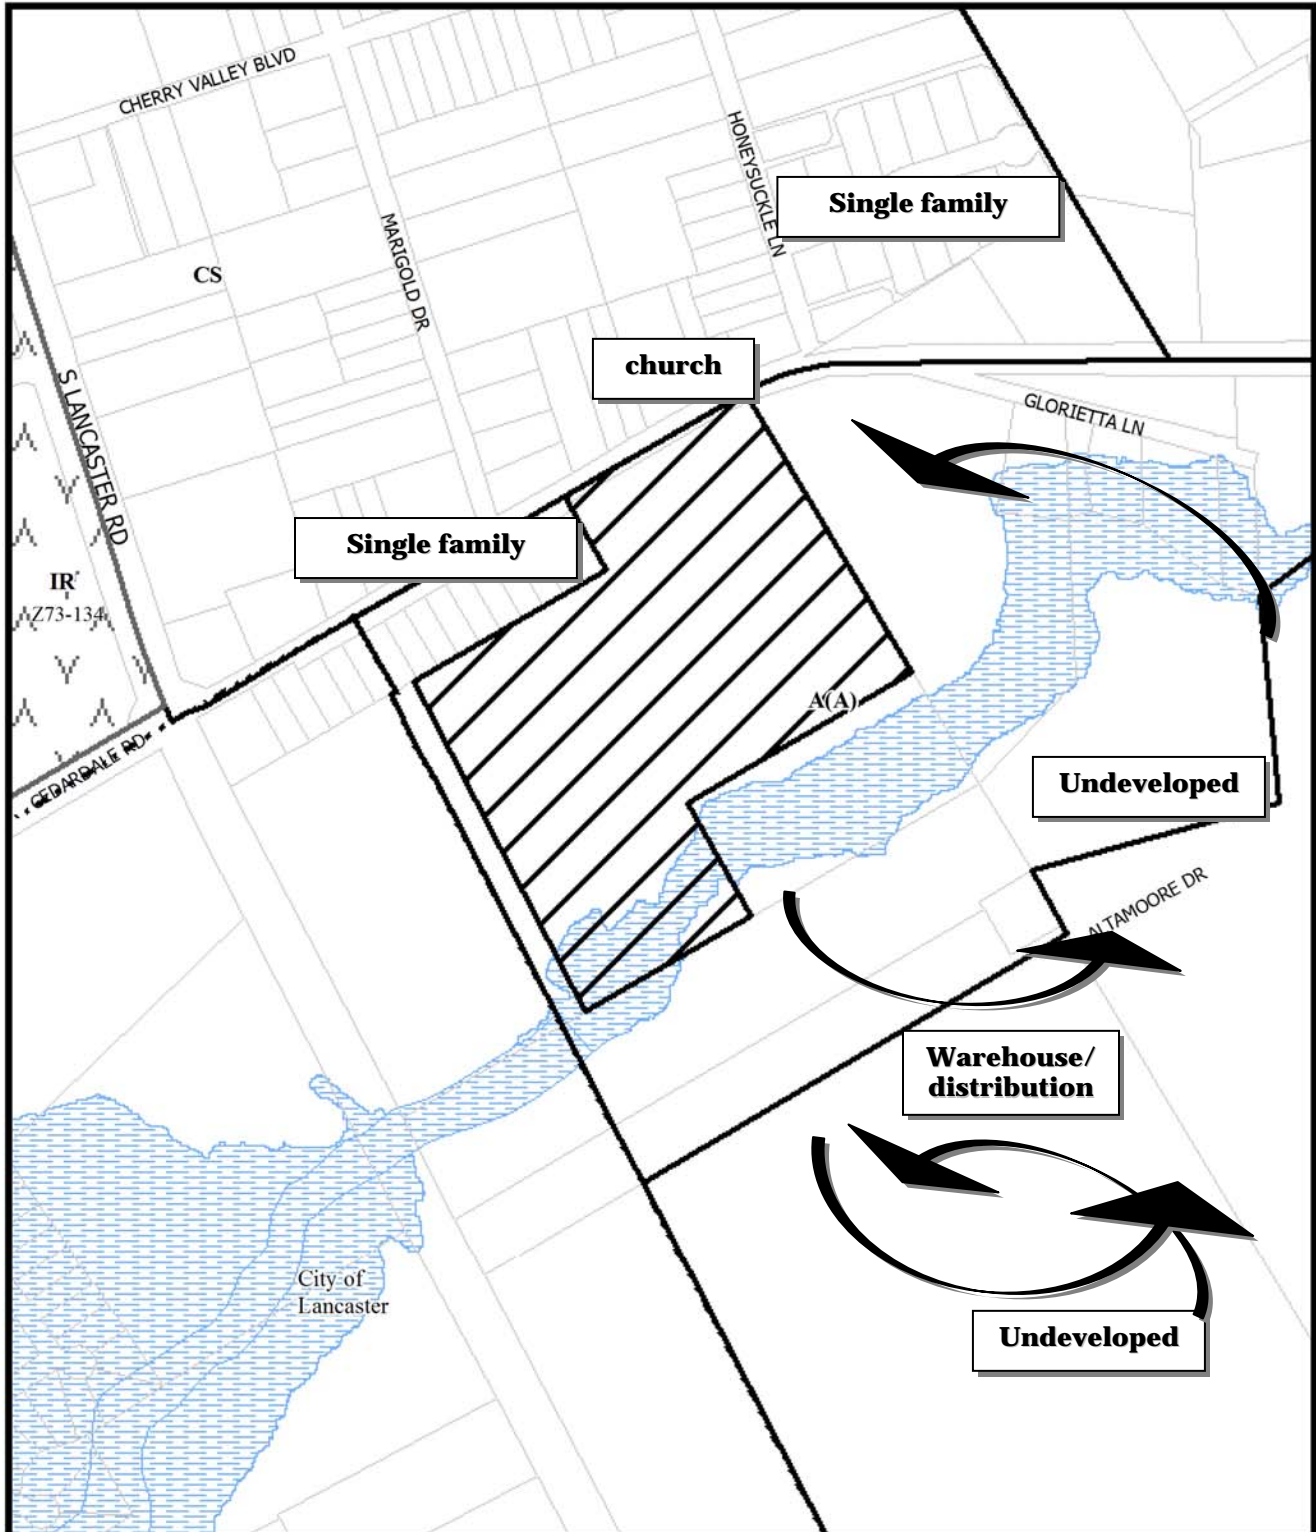 CHERRY VALLEY BLVD
HONEYSUCKLE LN
Single family
MARIGOLD DR
CS
church
S LANCASTER RD
GLORIETTA LN
Single family
IR
Z73-134
A(A)
CEDARDALE RD
Undeveloped
ALTAMOORE DR
Warehouse/
distribution
City of
Lancaster
Undeveloped